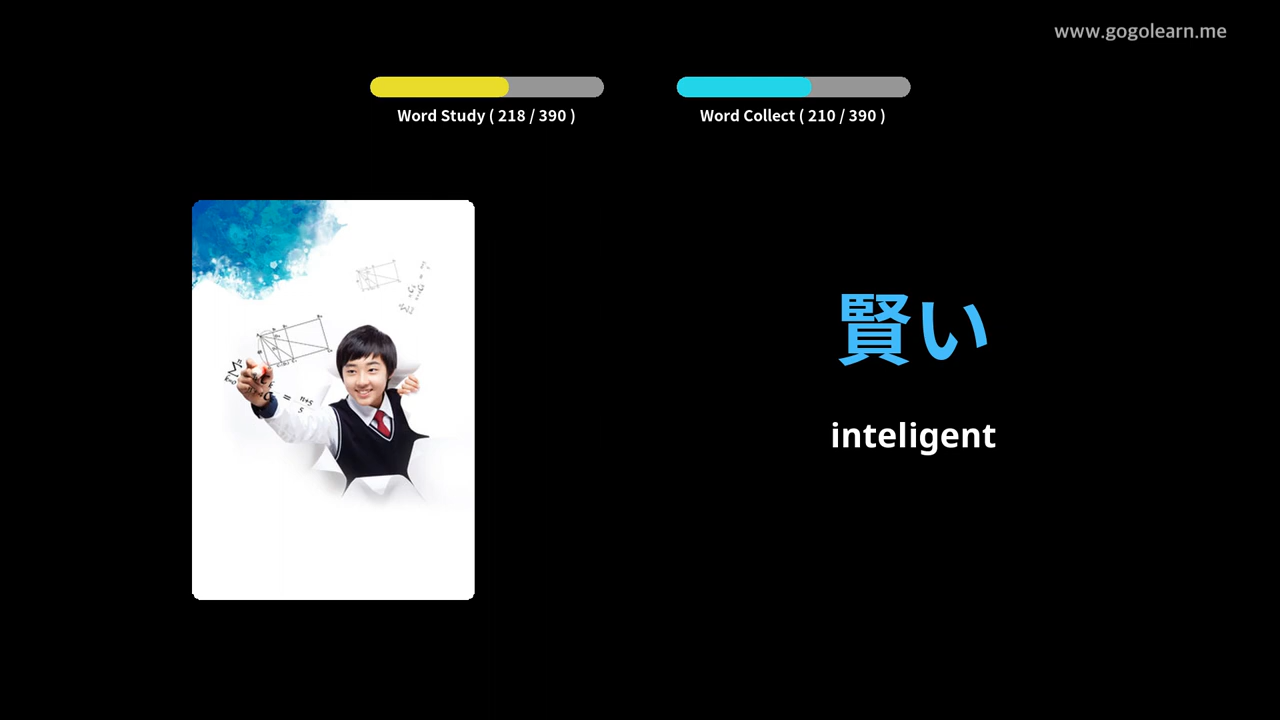 www.gogolearn.me
Word Study ( 218 / 390 )
Word Collect ( 210 / 390 )
賢い
inteligent